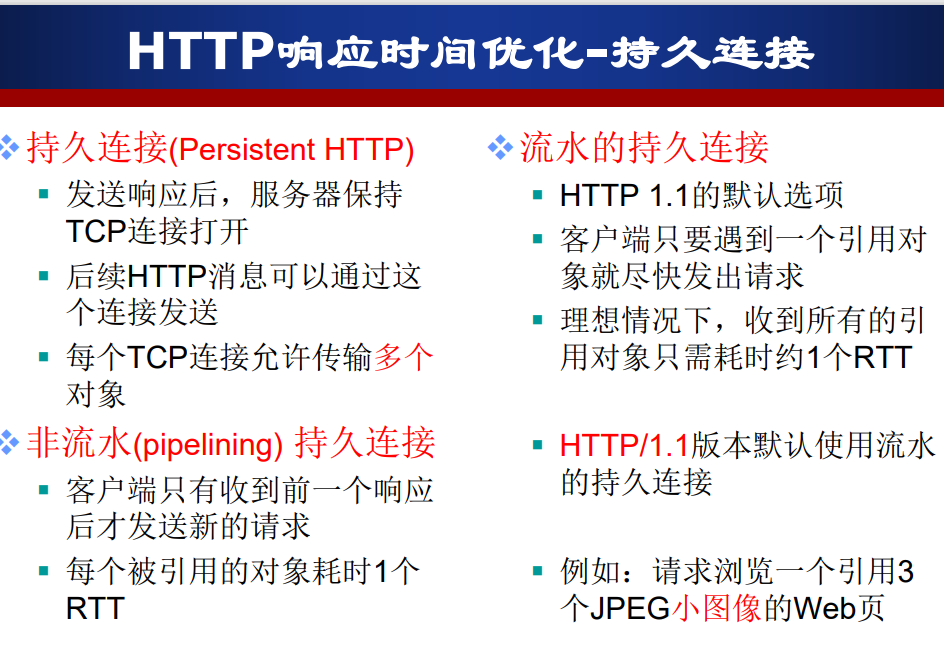 HTTP响应时间优化-持久连接
持久连接(Persistent HTTP)
发送响应后，服务器保持
TCP连接打开
后续HTTP消息可以通过这
个连接发送
每个TCP连接允许传输多个
对象
非流水(pipelining) 持久连接
客户端只有收到前一个响应
后才发送新的请求
每个被引用的对象耗时1个
RTT
流水的持久连接
HTTP 1.1的默认选项
客户端只要遇到一个引用对
象就尽快发出请求
理想情况下，收到所有的引
用对象只需耗时约1个RTT
HTTP/1.1版本默认使用流水
的持久连接
例如：请求浏览一个引用3
个JPEG小图像的Web页